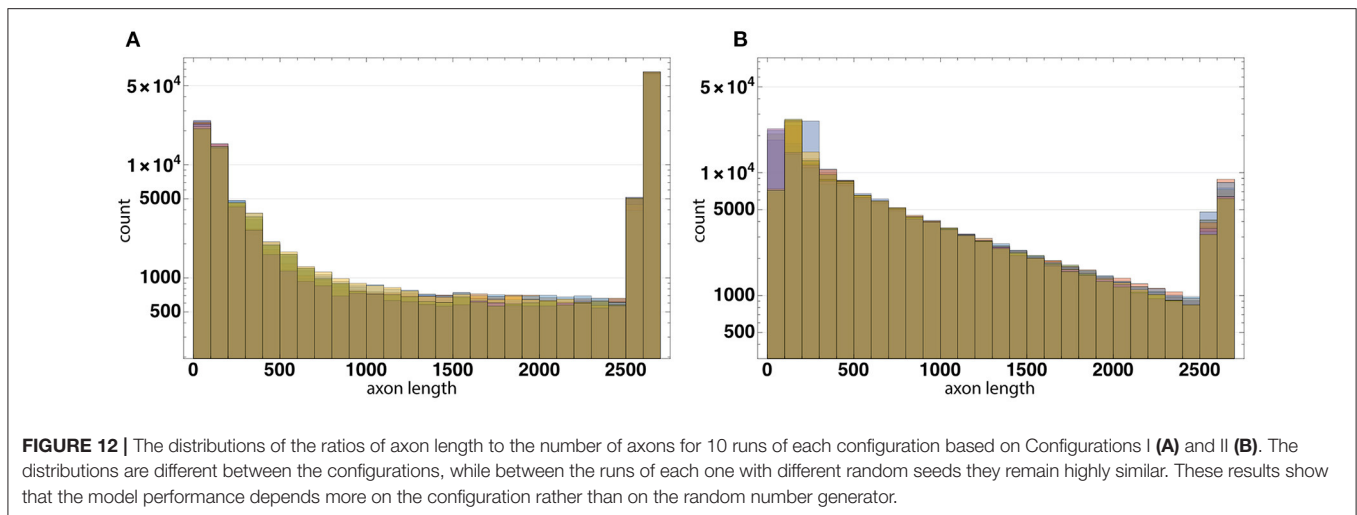 A
B
5 × 10⁴
1 × 10⁴
5000
1000
500
count
0
500
1000
1500
2000
2500
axon length
5 × 10⁴
1 × 10⁴
5000
1000
500
count
0
500
1000
1500
2000
2500
axon length
FIGURE 12 | The distributions of the ratios of axon length to the number of axons for 10 runs of each configuration based on Configurations I (A) and II (B). The
distributions are different between the configurations, while between the runs of each one with different random seeds they remain highly similar. These results show
that the model performance depends more on the configuration rather than on the random number generator.